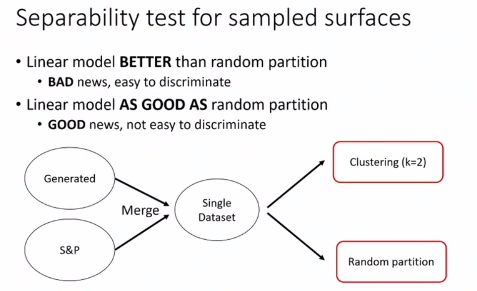 Separability test for sampled surfaces
• Linear model BETTER than random partition
• BAD news, easy to discriminate
• Linear model AS GOOD AS random partition
• GOOD news, not easy to discriminate
Generated
S&P
Merge
Single
Dataset
Clustering (k=2)
Random partition